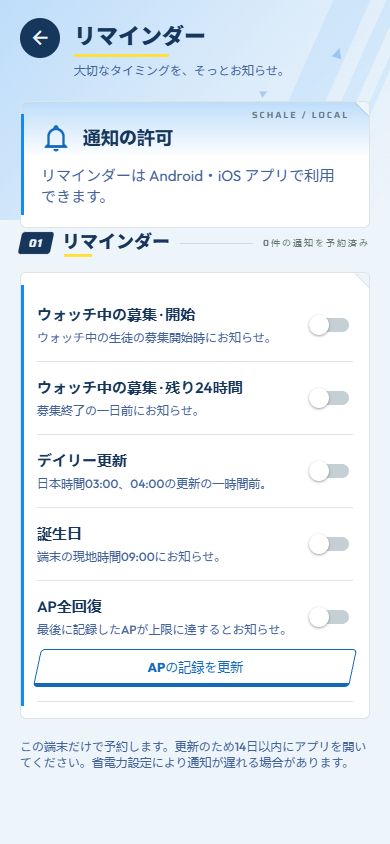 リマインダー
大切なタイミングを、そっとお知らせ。
SCHALE / LOCAL
通知の許可
リマインダーは Android・iOS アプリで利用
できます。
01 リマインダー 0件の通知を予約済み
ウォッチ中の募集・開始
ウォッチ中の生徒の募集開始時にお知らせ。
ウォッチ中の募集・残り24時間
募集終了の一日前にお知らせ。
デイリー更新
日本時間03:00、04:00の更新の一時間前。
誕生日
端末の現地時間09:00にお知らせ。
AP全回復
最後に記録したAPが上限に達するとお知らせ。
APの記録を更新
この端末だけで予約します。更新のため14日以内にアプリを開い
てください。省電力設定により通知が遅れる場合があります。